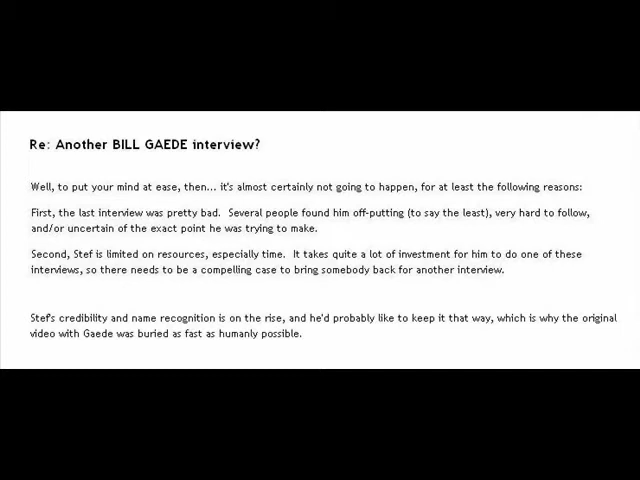 Re: Another BILL GAEDE interview?
Well, to put your mind at ease, then... it's almost certainly not going to happen, for at least the following reasons:
First, the last interview was pretty bad. Several people found him off-putting (to say the least), very hard to follow,
and/or uncertain of the exact point he was trying to make.
Second, Stef is limited on resources, especially time. It takes quite a lot of investment for him to do one of these
interviews, so there needs to be a compelling case to bring somebody back for another interview.
Stef's credibility and name recognition is on the rise, and he'd probably like to keep it that way, which is why the original
video with Gaede was buried as fast as humanly possible.